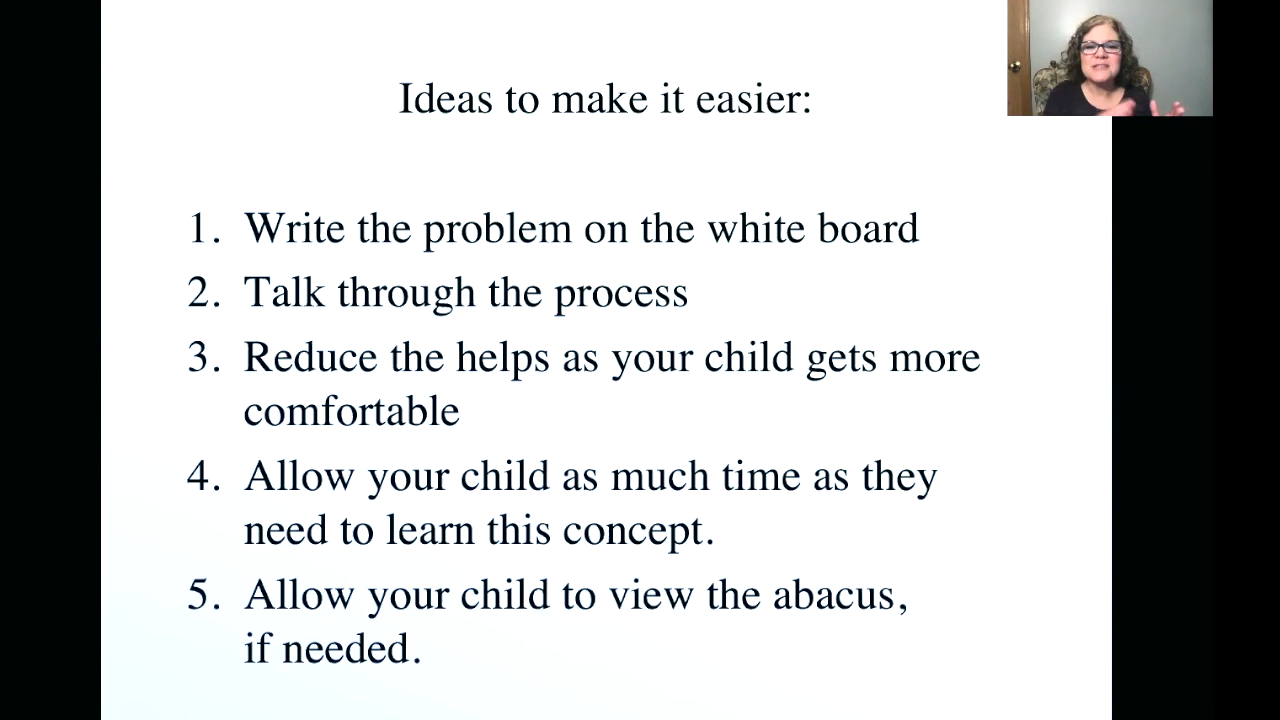 Ideas to make it easier:
1. Write the problem on the white board
2. Talk through the process
3. Reduce the helps as your child gets more
comfortable
4. Allow your child as much time as they
need to learn this concept.
5. Allow your child to view the abacus,
if needed.